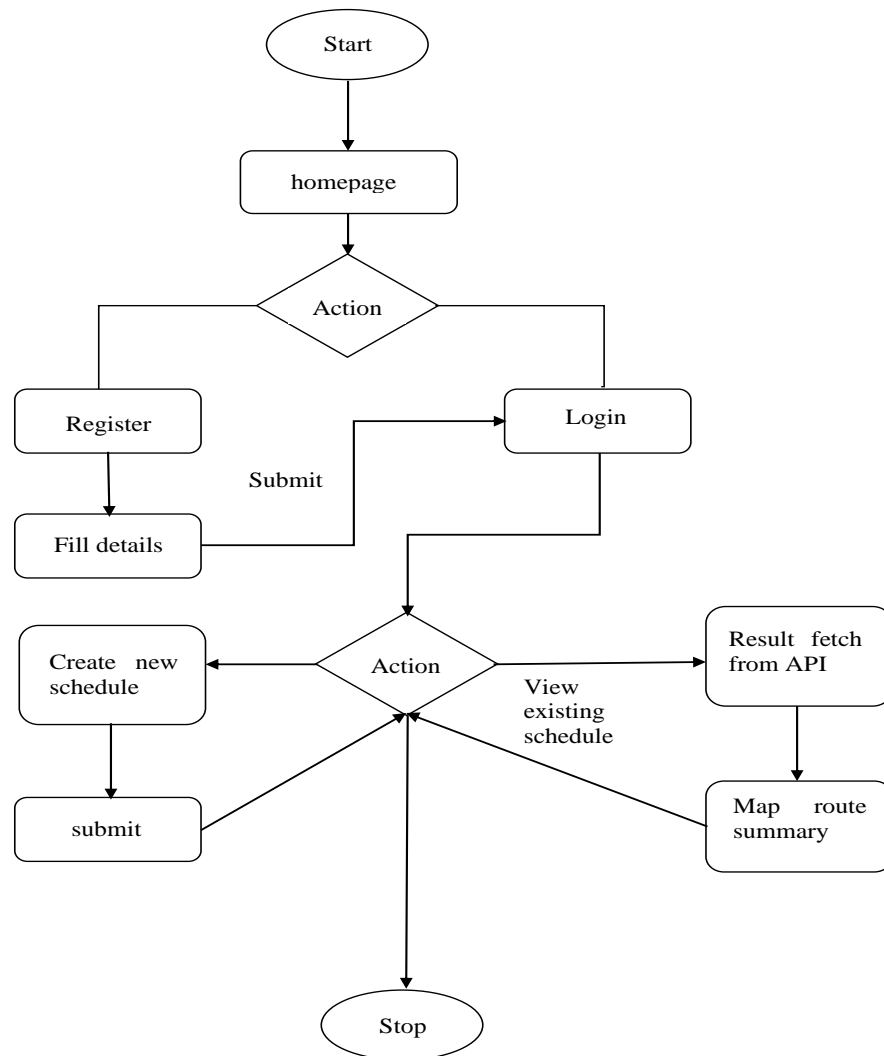 Start
homepage
Action
Register
Login
Submit
Fill details
Create new
schedule
Action
Result fetch
from API
View
existing
schedule
submit
Map route
summary
Stop